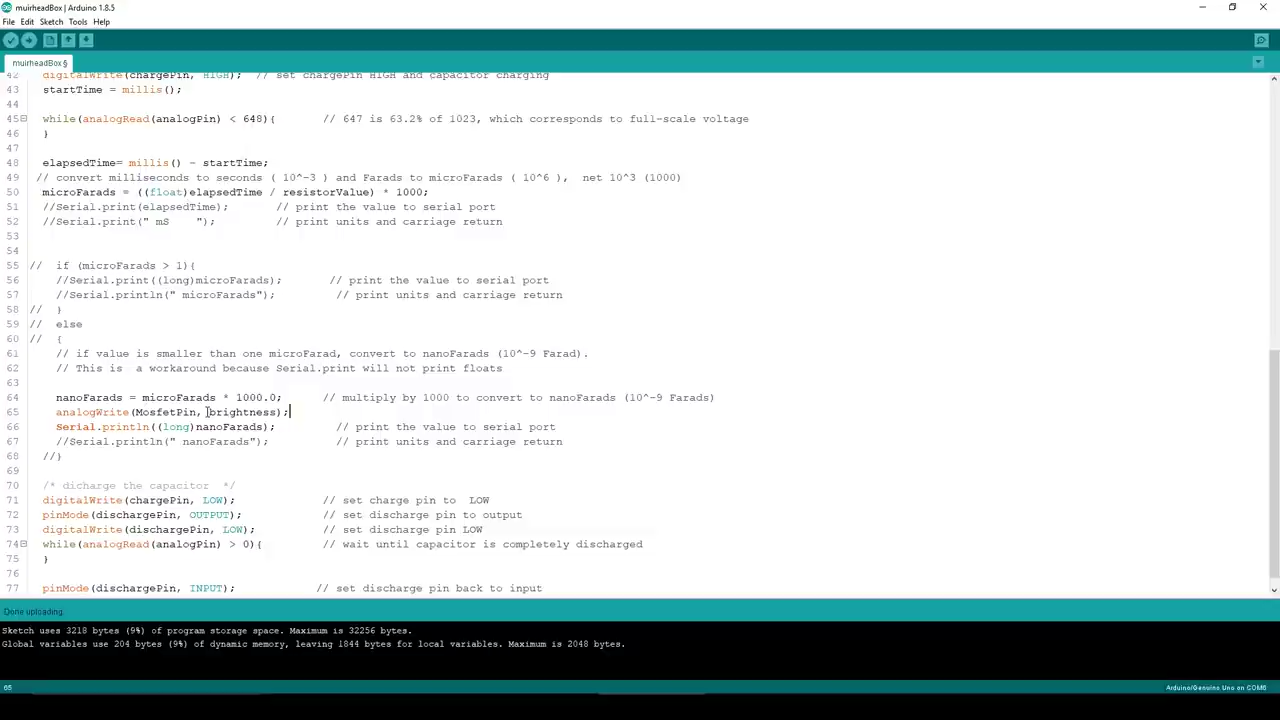 muirheadBox | Arduino 1.8.5
File Edit Sketch Tools Help
muirheadBox §
42 digitalWrite(chargePin, HIGH); // set chargePin HIGH and capacitor charging
43 startTime = millis();
44
45 while(analogRead(analogPin) < 648){ // 647 is 63.2% of 1023, which corresponds to full-scale voltage
46 }
47
48 elapsedTime= millis() - startTime;
49 // convert milliseconds to seconds ( 10^-3 ) and Farads to microFarads ( 10^6 ), net 10^3 (1000)
50 microFarads = ((float)elapsedTime / resistorValue) * 1000;
51 //Serial.print(elapsedTime); // print the value to serial port
52 //Serial.print(" mS "); // print units and carriage return
53
54
55 // if (microFarads > 1){
56 //Serial.print((long)microFarads); // print the value to serial port
57 //Serial.println(" microFarads"); // print units and carriage return
58 // }
59 // else
60 // {
61 // if value is smaller than one microFarad, convert to nanoFarads (10^-9 Farad).
62 // This is a workaround because Serial.print will not print floats
63
64 nanoFarads = microFarads * 1000.0; // multiply by 1000 to convert to nanoFarads (10^-9 Farads)
65 analogWrite(MosfetPin, brightness);
66 Serial.println((long)nanoFarads); // print the value to serial port
67 //Serial.println(" nanoFarads"); // print units and carriage return
68 //}
69
70 /* dicharge the capacitor */
71 digitalWrite(chargePin, LOW); // set charge pin to LOW
72 pinMode(dischargePin, OUTPUT); // set discharge pin to output
73 digitalWrite(dischargePin, LOW); // set discharge pin LOW
74 while(analogRead(analogPin) > 0){ // wait until capacitor is completely discharged
75 }
76
77 pinMode(dischargePin, INPUT); // set discharge pin back to input
Done uploading.
Sketch uses 3218 bytes (9%) of program storage space. Maximum is 32256 bytes.
Global variables use 204 bytes (9%) of dynamic memory, leaving 1844 bytes for local variables. Maximum is 2048 bytes.
65 Arduino/Genuino Uno on COM6